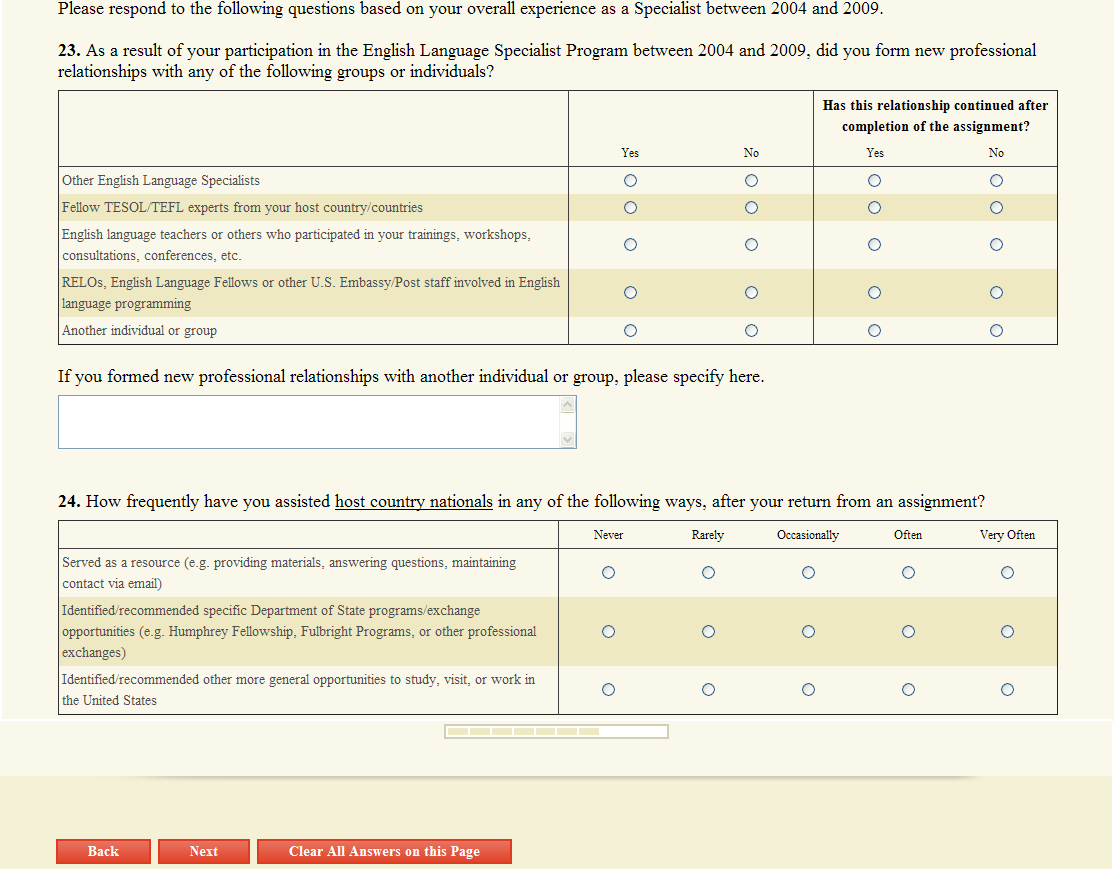 Please respond to the following questions based on your overall experience as a Specialist between 2004 and 2009.
23. As a result of your participation in the English Language Specialist Program between 2004 and 2009, did you form new professional
relationships with any of the following groups or individuals?
Has this relationship continued after
completion of the assignment?
Yes No Yes No
Other English Language Specialists
Fellow TESOL/TEFL experts from your host country/countries
English language teachers or others who participated in your trainings, workshops,
consultations, conferences, etc.
RELOs, English Language Fellows or other U.S. Embassy/Post staff involved in English
language programming
Another individual or group
If you formed new professional relationships with another individual or group, please specify here.
24. How frequently have you assisted host country nationals in any of the following ways, after your return from an assignment?
Never Rarely Occasionally Often Very Often
Served as a resource (e.g. providing materials, answering questions, maintaining
contact via email)
Identified/recommended specific Department of State programs/exchange
opportunities (e.g. Humphrey Fellowship, Fulbright Programs, or other professional
exchanges)
Identified/recommended other more general opportunities to study, visit, or work in
the United States
Back Next Clear All Answers on this Page